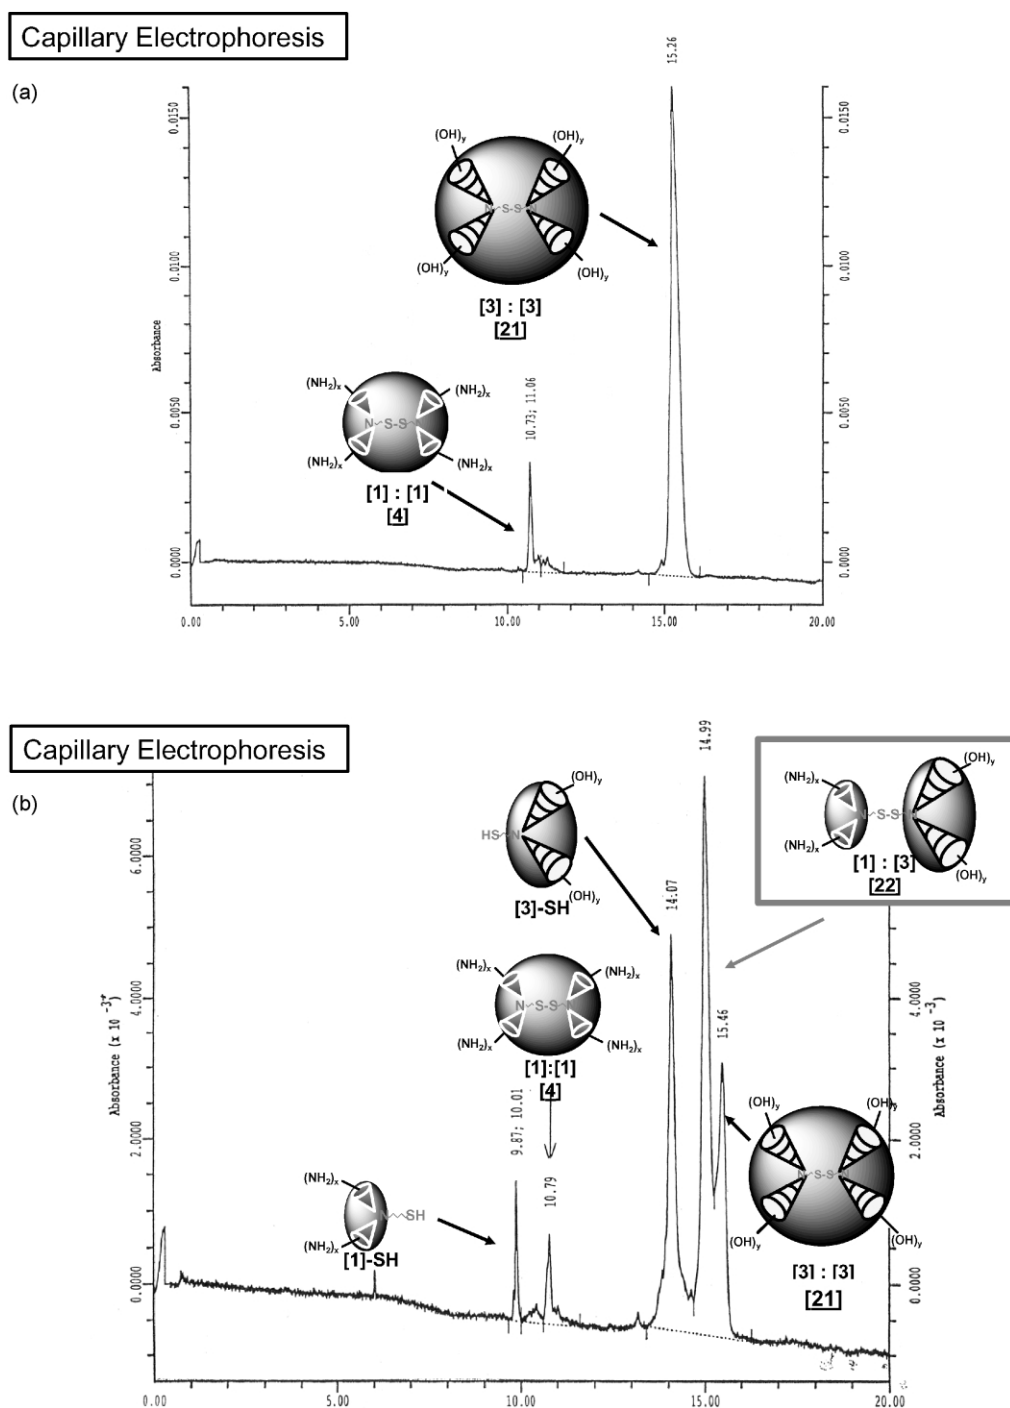 Capillary Electrophoresis
(a)
15.26
0.0150
0.0150
(OH)y
(OH)y
N~S-S~N
(OH)y
(OH)y
[3] : [3]
[21]
0.0100
0.0100
Absorbance
(NH2)x
(NH2)x
N~S-S~N
(NH2)x
(NH2)x
[1] : [1]
[4]
10.73; 11.06
0.0050
0.0050
0.0000
0.0000
0.00
5.00
10.00
15.00
20.00
Capillary Electrophoresis
(b)
14.99
(OH)y
HS~N
(OH)y
[3]-SH
14:07
(NH2)x
(OH)y
N~S-S~N
(NH2)x
(OH)y
[1] : [3]
[22]
6.0000
(NH2)x
(NH2)x
N~S-S~N
(NH2)x
(NH2)x
[1]:[1]
[4]
4.0000
4.0000
Absorbance (x 10 -3)
Absorbance (x 10 -3)
15.46
9.87; 10.01
10.79
2.0000
2.0000
(OH)y
(OH)y
N~S-S~N
(OH)y
(OH)y
[3] : [3]
[21]
(NH2)x
N~SH
(NH2)x
[1]-SH
0.0000
0.0000
0.00
5.00
10.00
15.00
20.00